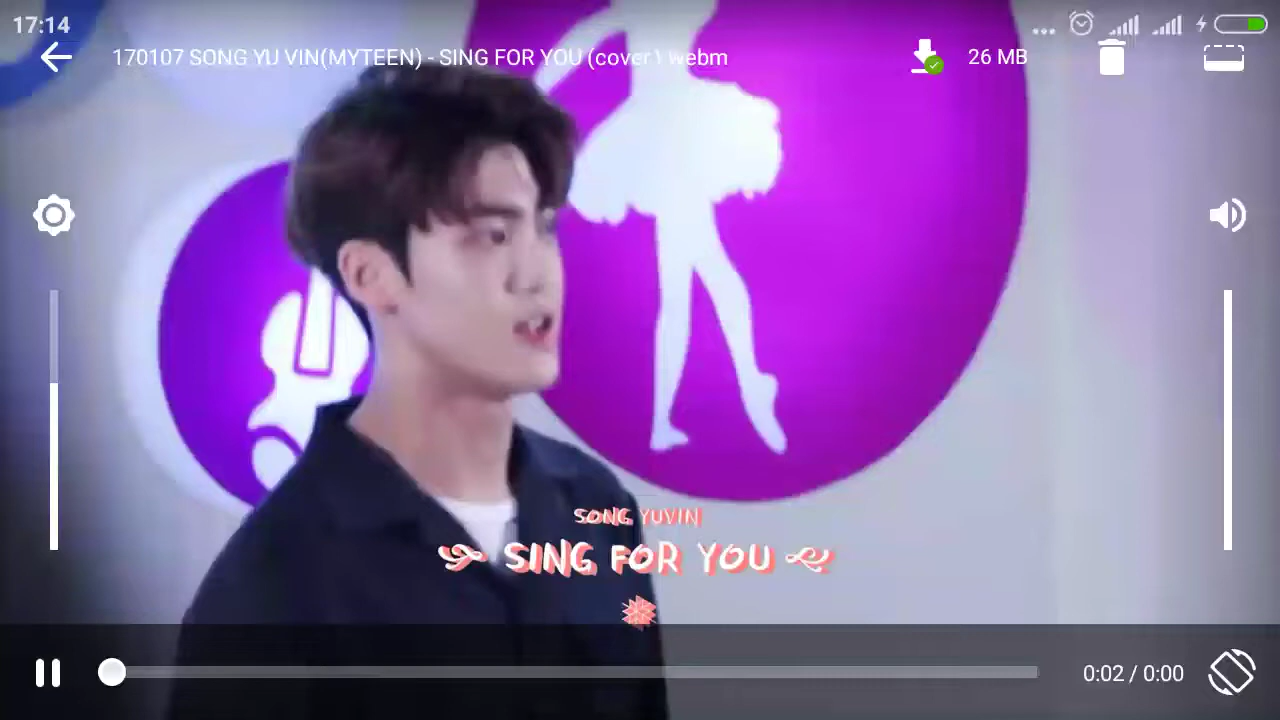 17:14
170107 SONG YU VIN(MYTEEN) - SING FOR YOU (cover).webm
26 MB
SONG YUVIN
SING FOR YOU
0:02 / 0:00